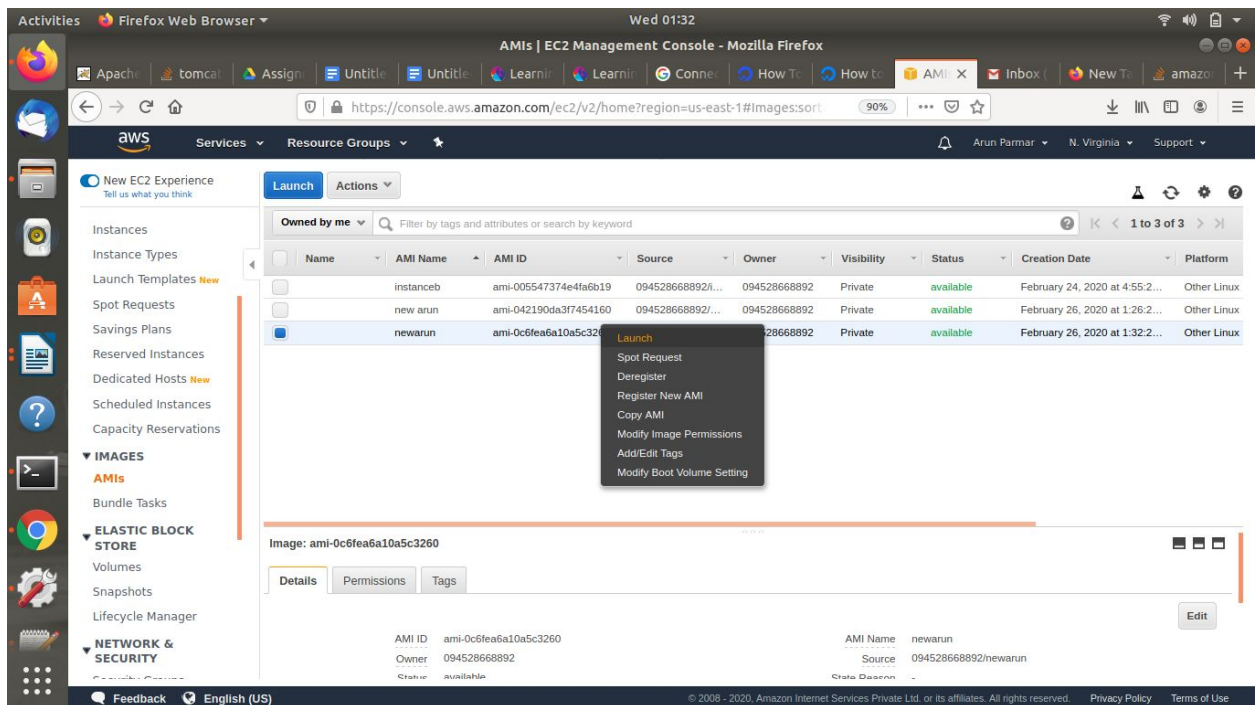 Activities Firefox Web Browser Wed 01:32
AMIs | EC2 Management Console - Mozilla Firefox
Apache tomcat Assign Untitle Untitle Learnin Learnin Connec How To How to AMIs Inbox ( New Ta amazon
https://console.aws.amazon.com/ec2/v2/home?region=us-east-1#Images:sort 90%
aws Services Resource Groups Arun Parmar N. Virginia Support
New EC2 Experience
Tell us what you think
Launch Actions
Owned by me Filter by tags and attributes or search by keyword 1 to 3 of 3
Name AMI Name AMI ID Source Owner Visibility Status Creation Date Platform
instanceb ami-005547374e4fa6b19 094528668892/i... 094528668892 Private available February 24, 2020 at 4:55:2... Other Linux
new arun ami-042190da3f7454160 094528668892/... 094528668892 Private available February 26, 2020 at 1:26:2... Other Linux
newarun ami-0c6fea6a10a5c326 528668892 Private available February 26, 2020 at 1:32:2... Other Linux
Launch
Spot Request
Deregister
Register New AMI
Copy AMI
Modify Image Permissions
Add/Edit Tags
Modify Boot Volume Setting
Instances
Instance Types
Launch Templates New
Spot Requests
Savings Plans
Reserved Instances
Dedicated Hosts New
Scheduled Instances
Capacity Reservations
IMAGES
AMIs
Bundle Tasks
ELASTIC BLOCK
STORE
Volumes
Snapshots
Lifecycle Manager
NETWORK &
SECURITY
Security Groups
Image: ami-0c6fea6a10a5c3260
Details Permissions Tags
Edit
AMI ID ami-0c6fea6a10a5c3260 AMI Name newarun
Owner 094528668892 Source 094528668892/newarun
Status available State Reason -
Feedback English (US) © 2008 - 2020, Amazon Internet Services Private Ltd. or its affiliates. All rights reserved. Privacy Policy Terms of Use